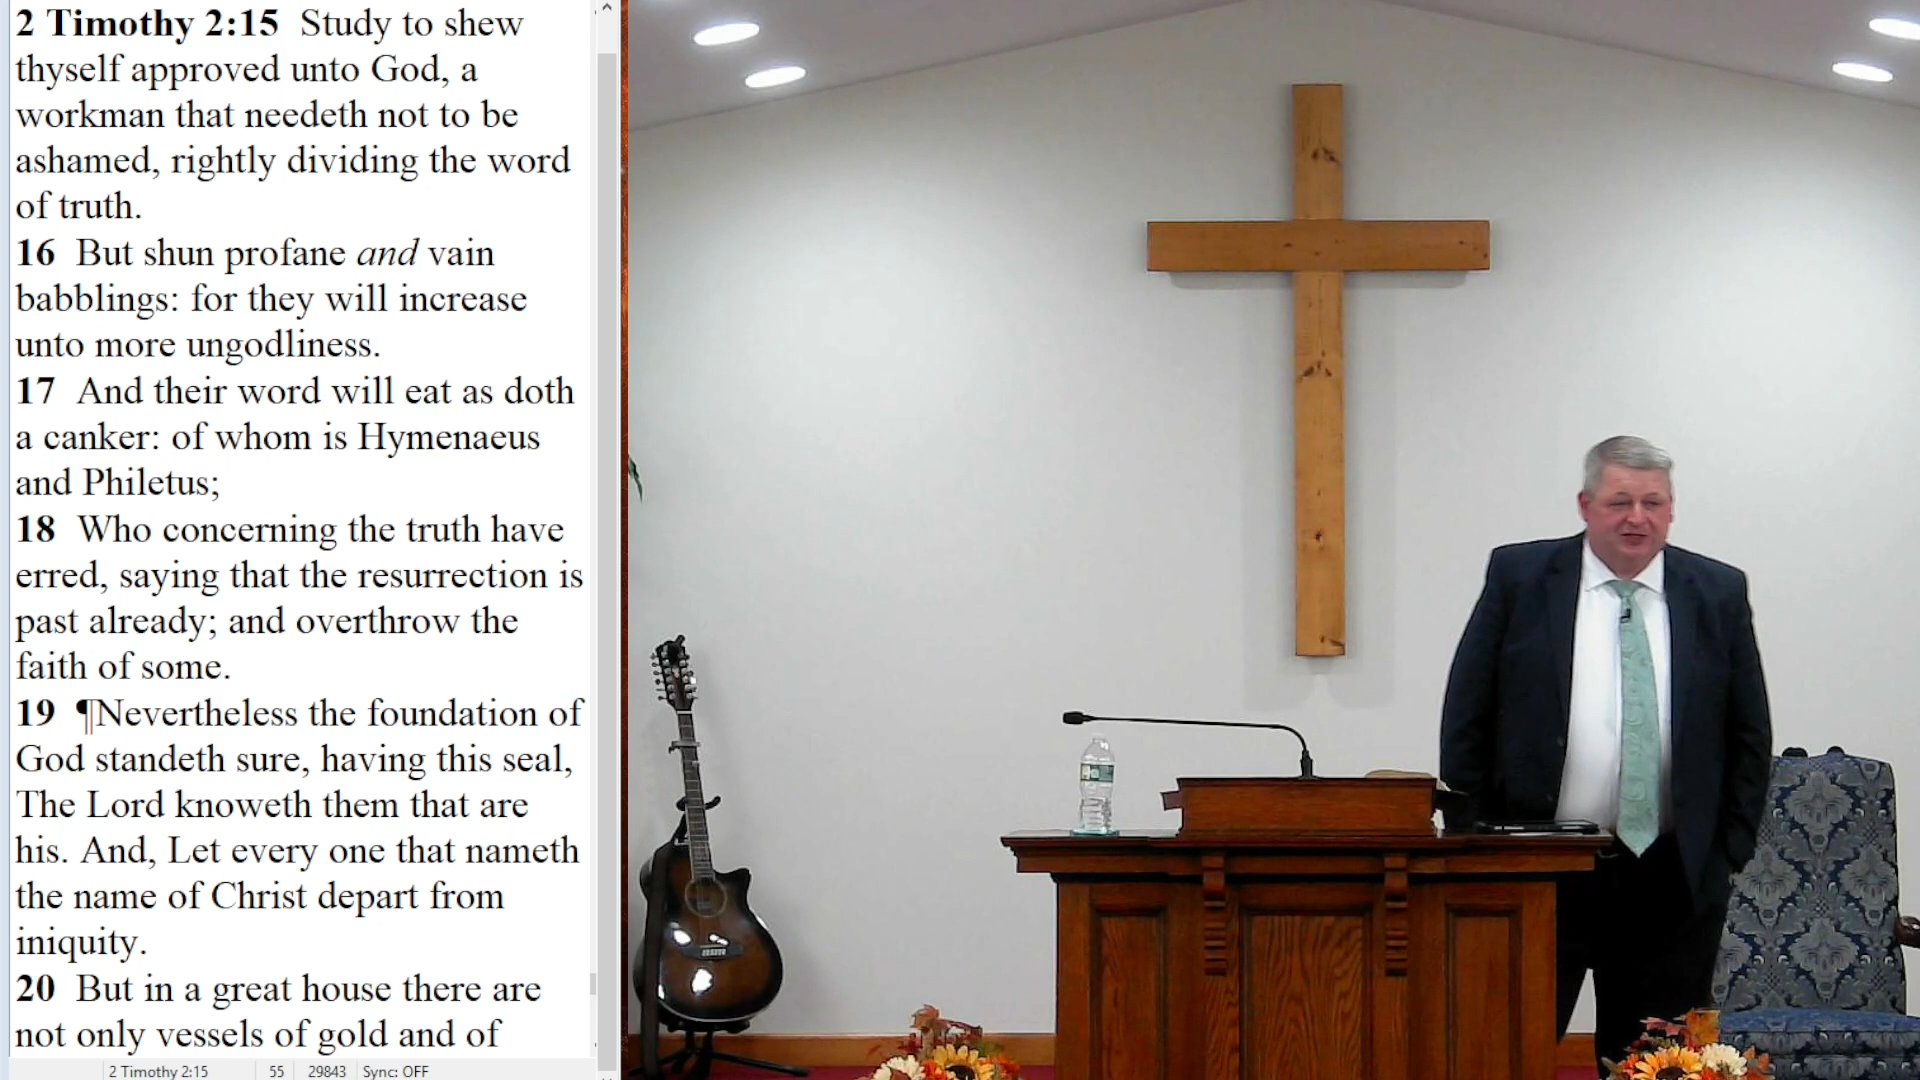 2 Timothy 2:15 Study to shew
thyself approved unto God, a
workman that needeth not to be
ashamed, rightly dividing the word
of truth.
16 But shun profane and vain
babblings: for they will increase
unto more ungodliness.
17 And their word will eat as doth
a canker: of whom is Hymenaeus
and Philetus;
18 Who concerning the truth have
erred, saying that the resurrection is
past already; and overthrow the
faith of some.
19 ¶Nevertheless the foundation of
God standeth sure, having this seal,
The Lord knoweth them that are
his. And, Let every one that nameth
the name of Christ depart from
iniquity.
20 But in a great house there are
not only vessels of gold and of
2 Timothy 2:15 55 29843 Sync: OFF